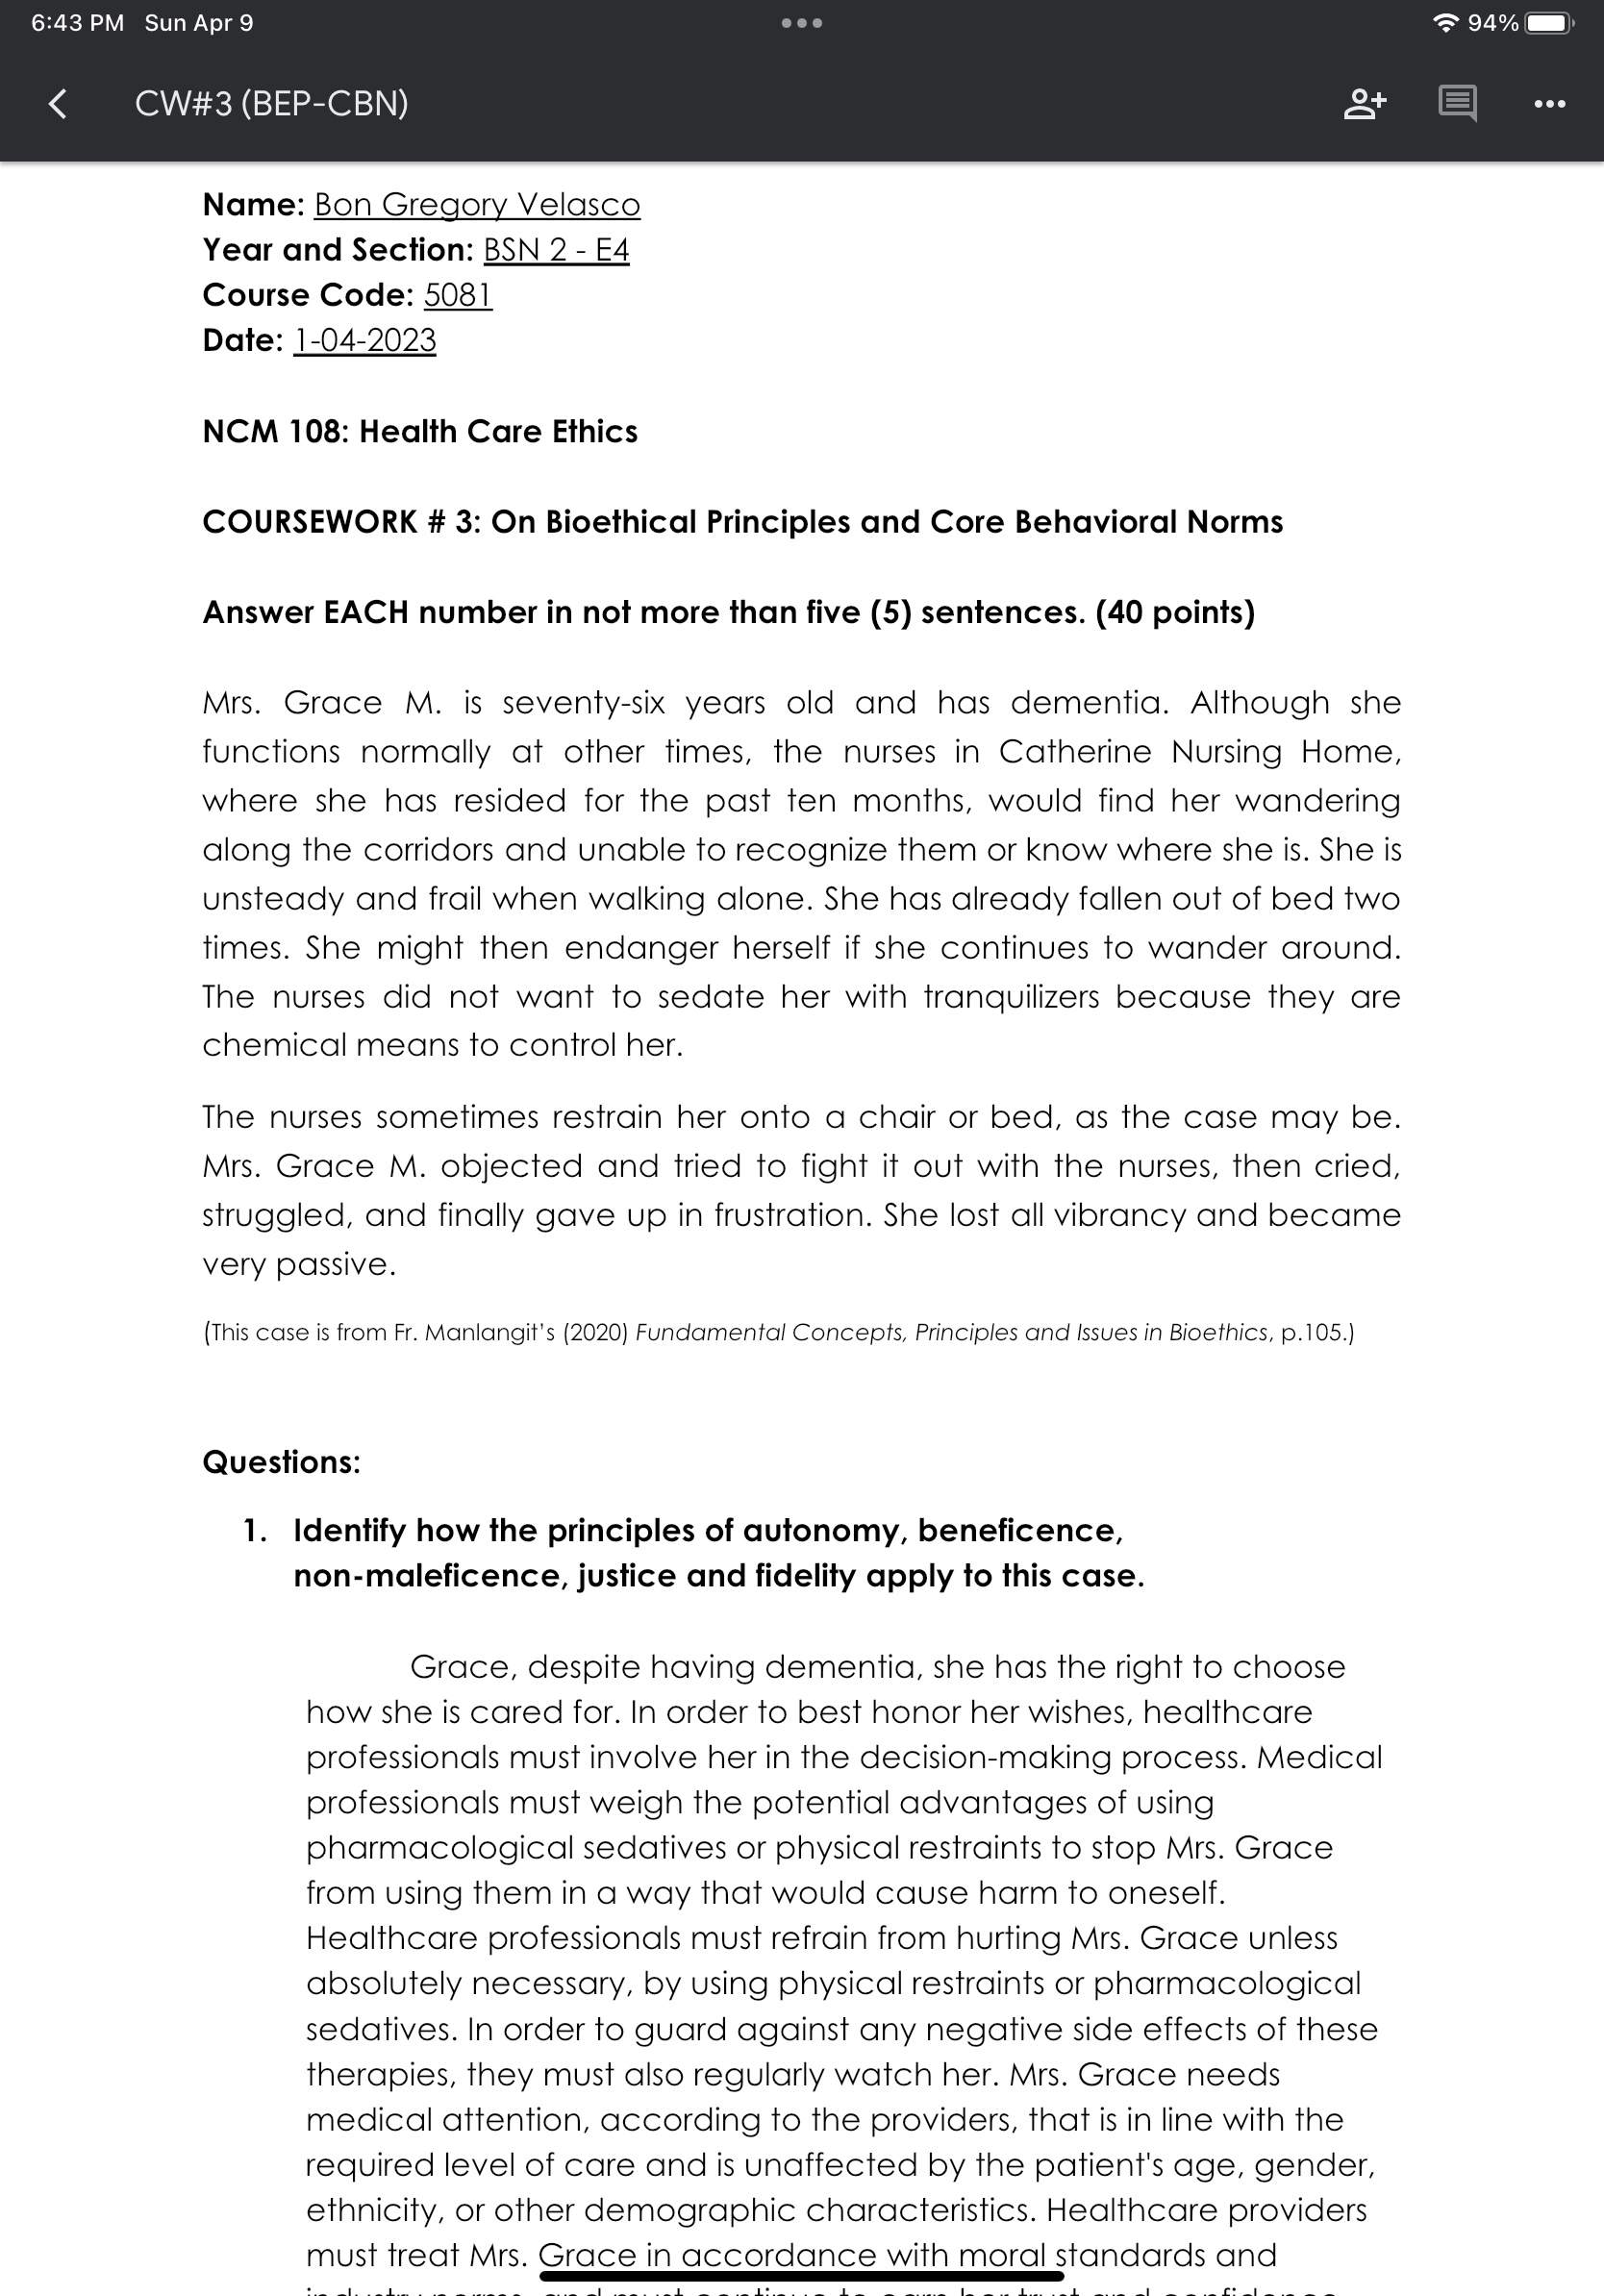 6:43 PM Sun Apr 9
94%
CW#3 (BEP-CBN)
Name: Bon Gregory Velasco
Year and Section: BSN 2 - E4
Course Code: 5081
Date: 1-04-2023
NCM 108: Health Care Ethics
COURSEWORK # 3: On Bioethical Principles and Core Behavioral Norms
Answer EACH number in not more than five (5) sentences. (40 points)
Mrs. Grace M. is seventy-six years old and has dementia. Although she
functions normally at other times, the nurses in Catherine Nursing Home,
where she has resided for the past ten months, would find her wandering
along the corridors and unable to recognize them or know where she is. She is
unsteady and frail when walking alone. She has already fallen out of bed two
times. She might then endanger herself if she continues to wander around.
The nurses did not want to sedate her with tranquilizers because they are
chemical means to control her.
The nurses sometimes restrain her onto a chair or bed, as the case may be.
Mrs. Grace M. objected and tried to fight it out with the nurses, then cried,
struggled, and finally gave up in frustration. She lost all vibrancy and became
very passive.
(This case is from Fr. Manlangit's (2020) Fundamental Concepts, Principles and Issues in Bioethics, p.105.)
Questions:
1. Identify how the principles of autonomy, beneficence,
non-maleficence, justice and fidelity apply to this case.
Grace, despite having dementia, she has the right to choose
how she is cared for. In order to best honor her wishes, healthcare
professionals must involve her in the decision-making process. Medical
professionals must weigh the potential advantages of using
pharmacological sedatives or physical restraints to stop Mrs. Grace
from using them in a way that would cause harm to oneself.
Healthcare professionals must refrain from hurting Mrs. Grace unless
absolutely necessary, by using physical restraints or pharmacological
sedatives. In order to guard against any negative side effects of these
therapies, they must also regularly watch her. Mrs. Grace needs
medical attention, according to the providers, that is in line with the
required level of care and is unaffected by the patient's age, gender,
ethnicity, or other demographic characteristics. Healthcare providers
must treat Mrs. Grace in accordance with moral standards and